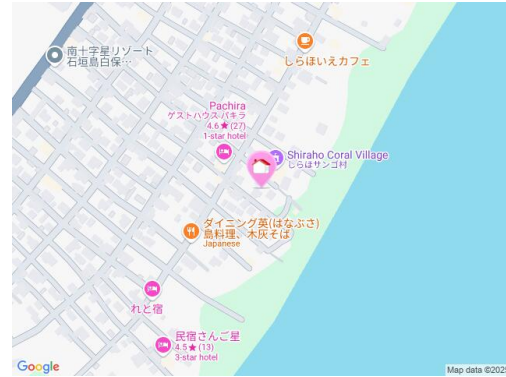 南十字星リゾート
石垣島白保…
しらほいえカフェ
Pachira
ゲストハウス パキラ
4.6★(27)
1-star hotel
Shiraho Coral Village
しらほサンゴ村
ダイニング英(はなぶさ)
島料理、木灰そば
Japanese
れと宿
民宿さんご星
4.5★(13)
3-star hotel
Google
Map data ©2025